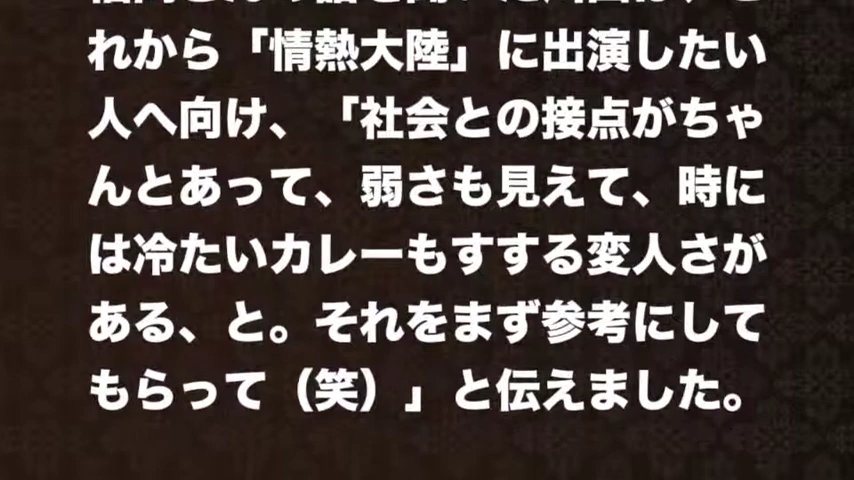 れから「情熱大陸」に出演したい
人へ向け、「社会との接点がちゃ
んとあって、弱さも見えて、時に
は冷たいカレーもすする変人さが
ある、と。それをまず参考にして
もらって（笑）」と伝えました。